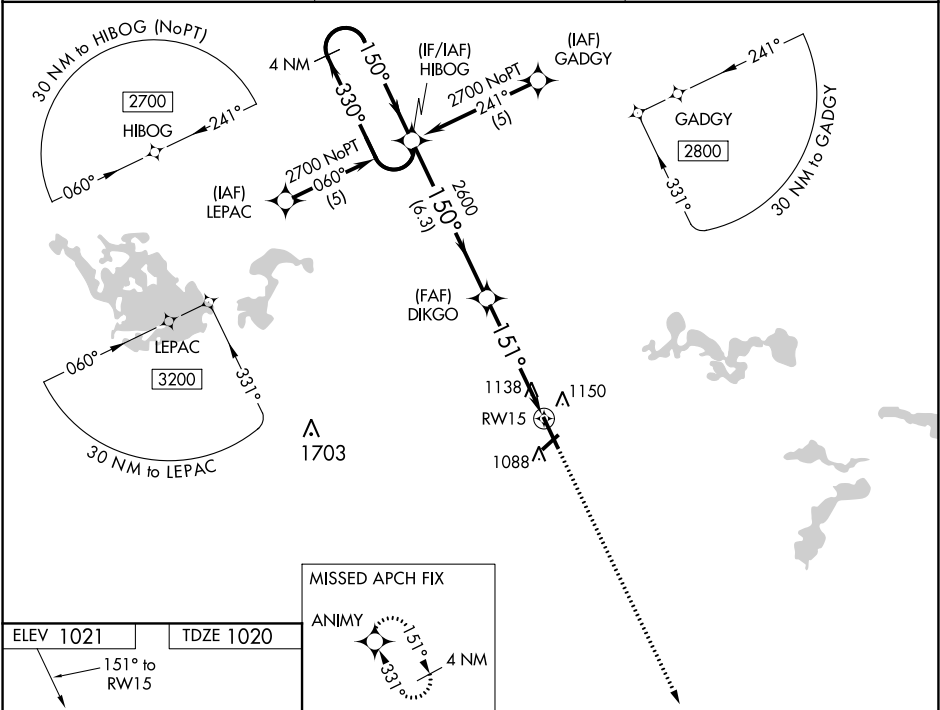 30 NM to HIBOG (NoPT)
2700
HIBOG
241°
060°
4 NM
150°
330°
(IF/IAF)
HIBOG
(IAF)
GADGY
2700 NoPT
241°
(5)
2700 NoPT
060°
(5)
(IAF)
LEPAC
2600
150°
(6.3)
241°
GADGY
2800
331°
30 NM to GADGY
(FAF)
DIKGO
151°
060°
LEPAC
3200
331°
30 NM to LEPAC
1703
1138
1150
RW15
1088
MISSED APCH FIX
ANIMY
151°
331°
4 NM
ELEV 1021
TDZE 1020
151° to
RW15